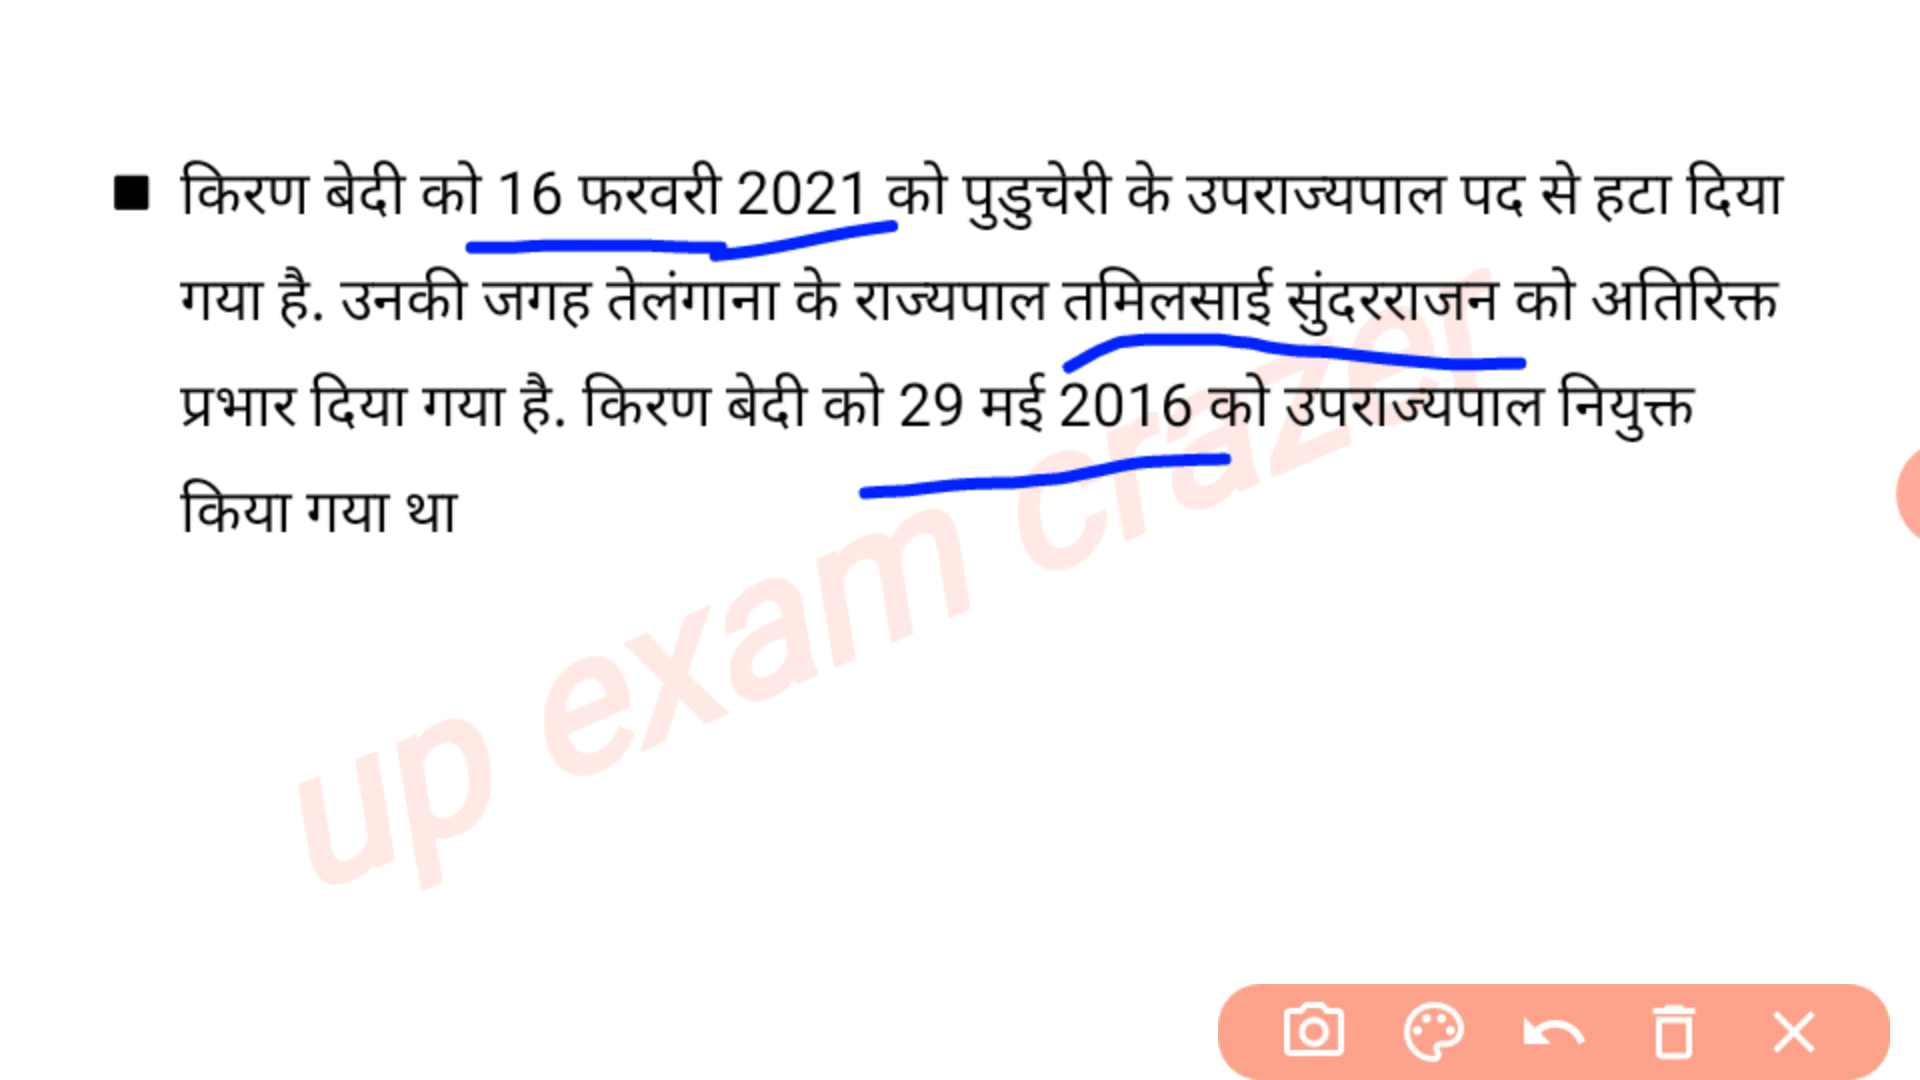 ■ किरण बेदी को 16 फरवरी 2021 को पुडुचेरी के उपराज्यपाल पद से हटा दिया
गया है. उनकी जगह तेलंगाना के राज्यपाल तमिलसाई सुंदरराजन को अतिरिक्त
प्रभार दिया गया है. किरण बेदी को 29 मई 2016 को उपराज्यपाल नियुक्त
किया गया था
up exam crazer